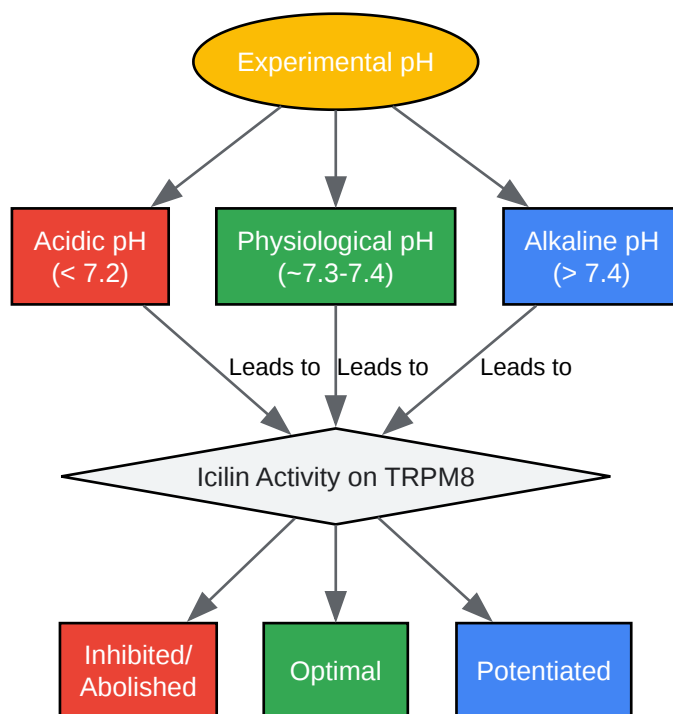 Experimental pH
Acidic pH
(< 7.2)
Physiological pH
(~7.3-7.4)
Alkaline pH
(> 7.4)
Leads to
Leads to
Leads to
Icilin Activity on TRPM8
Inhibited/
Abolished
Optimal
Potentiated